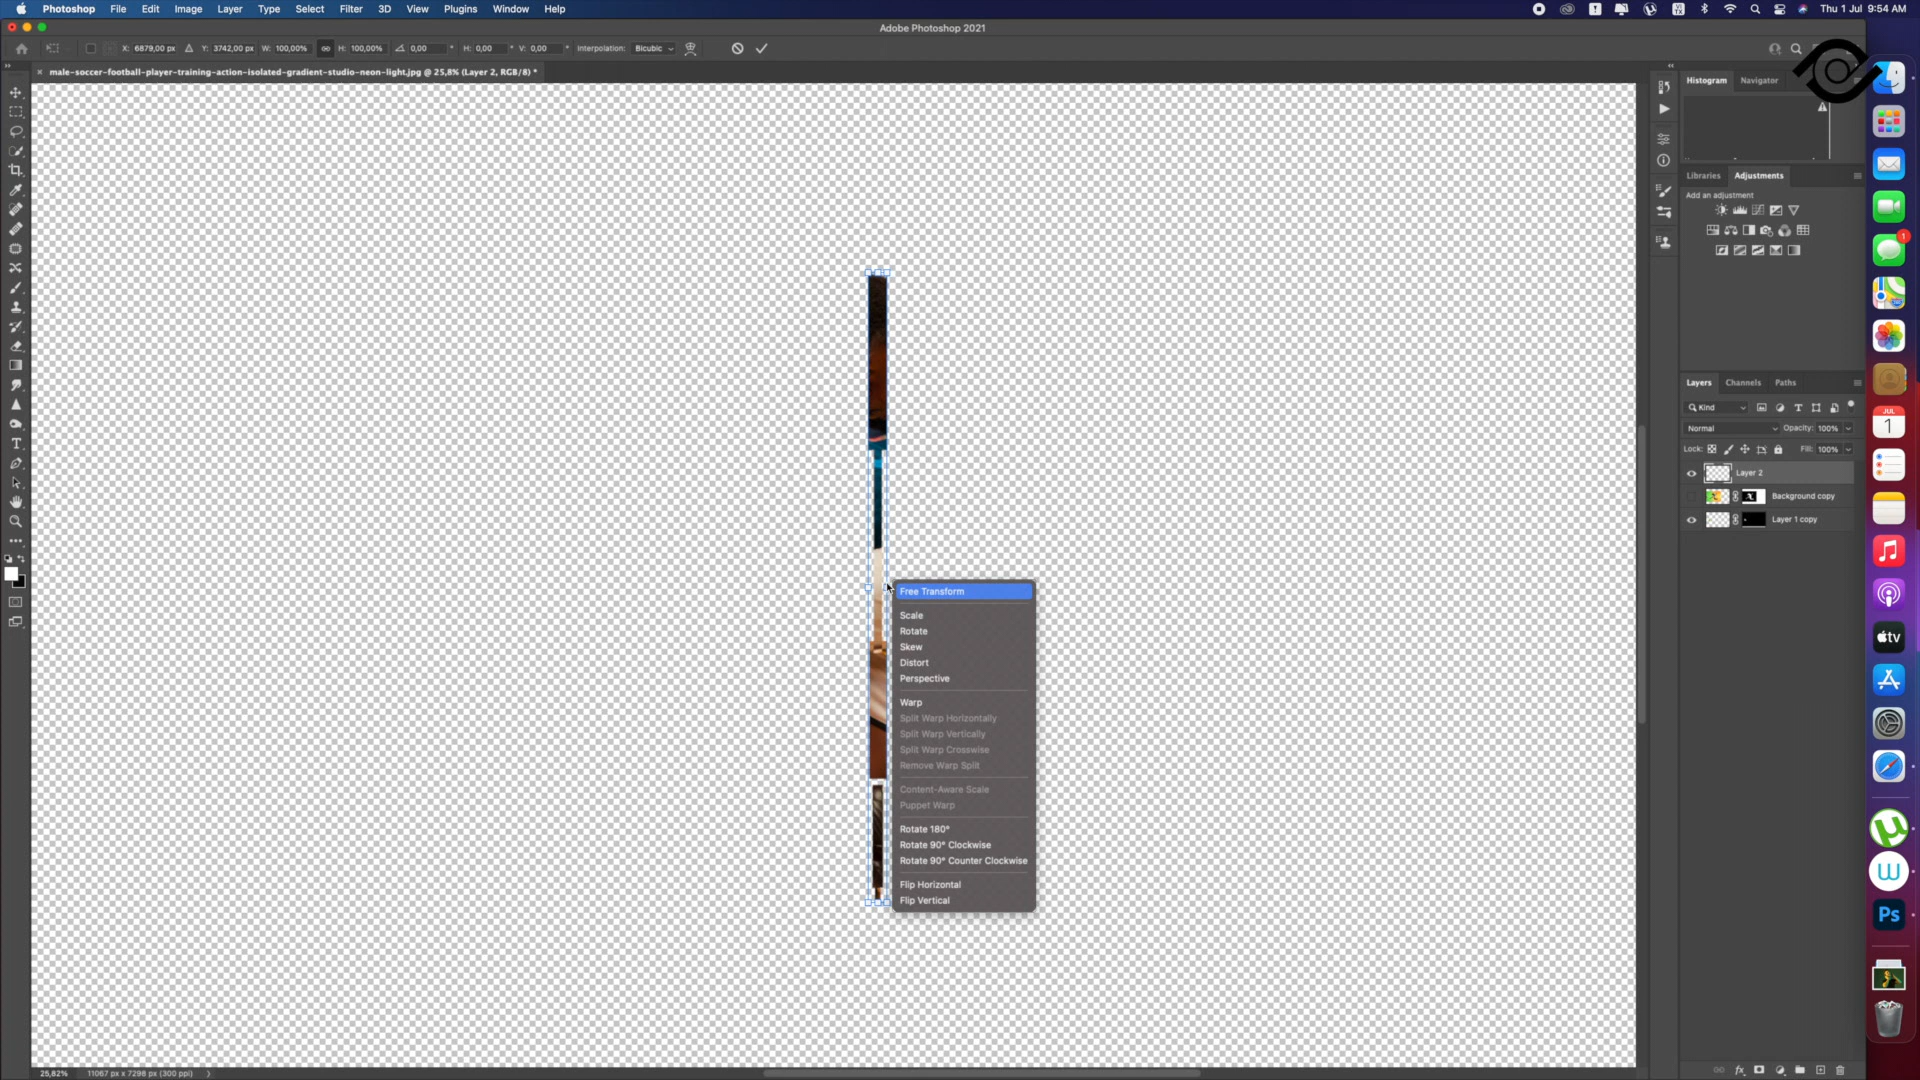 Photoshop File Edit Image Layer Type Select Filter 3D View Plugins Window Help Thu 1 Jul 9:54 AM
Adobe Photoshop 2021
X: 6879,00 px Y: 3742,00 px W: 100,00% H: 100,00% 0,00 ° H: 0,00 ° V: 0,00 ° Interpolation: Bicubic
male-soccer-football-player-training-action-isolated-gradient-studio-neon-light.jpg @ 25,8% (Layer 2, RGB/8) *
Histogram Navigator
Libraries Adjustments
Add an adjustment
Layers Channels Paths
Kind
Normal Opacity: 100%
Lock: Fill: 100%
Layer 2
Background copy
Layer 1 copy
Free Transform
Scale
Rotate
Skew
Distort
Perspective
Warp
Split Warp Horizontally
Split Warp Vertically
Split Warp Crosswise
Remove Warp Split
Content-Aware Scale
Puppet Warp
Rotate 180°
Rotate 90° Clockwise
Rotate 90° Counter Clockwise
Flip Horizontal
Flip Vertical
1
JUL
1
tv
Ps
25,82% 11067 px x 7298 px (300 ppi)